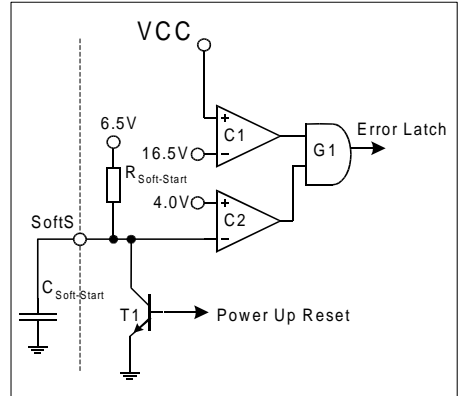 VCC
6.5V
C1
G1
Error Latch
16.5V
R Soft-Start
4.0V
C2
SoftS
C Soft-Start
T1
Power Up Reset